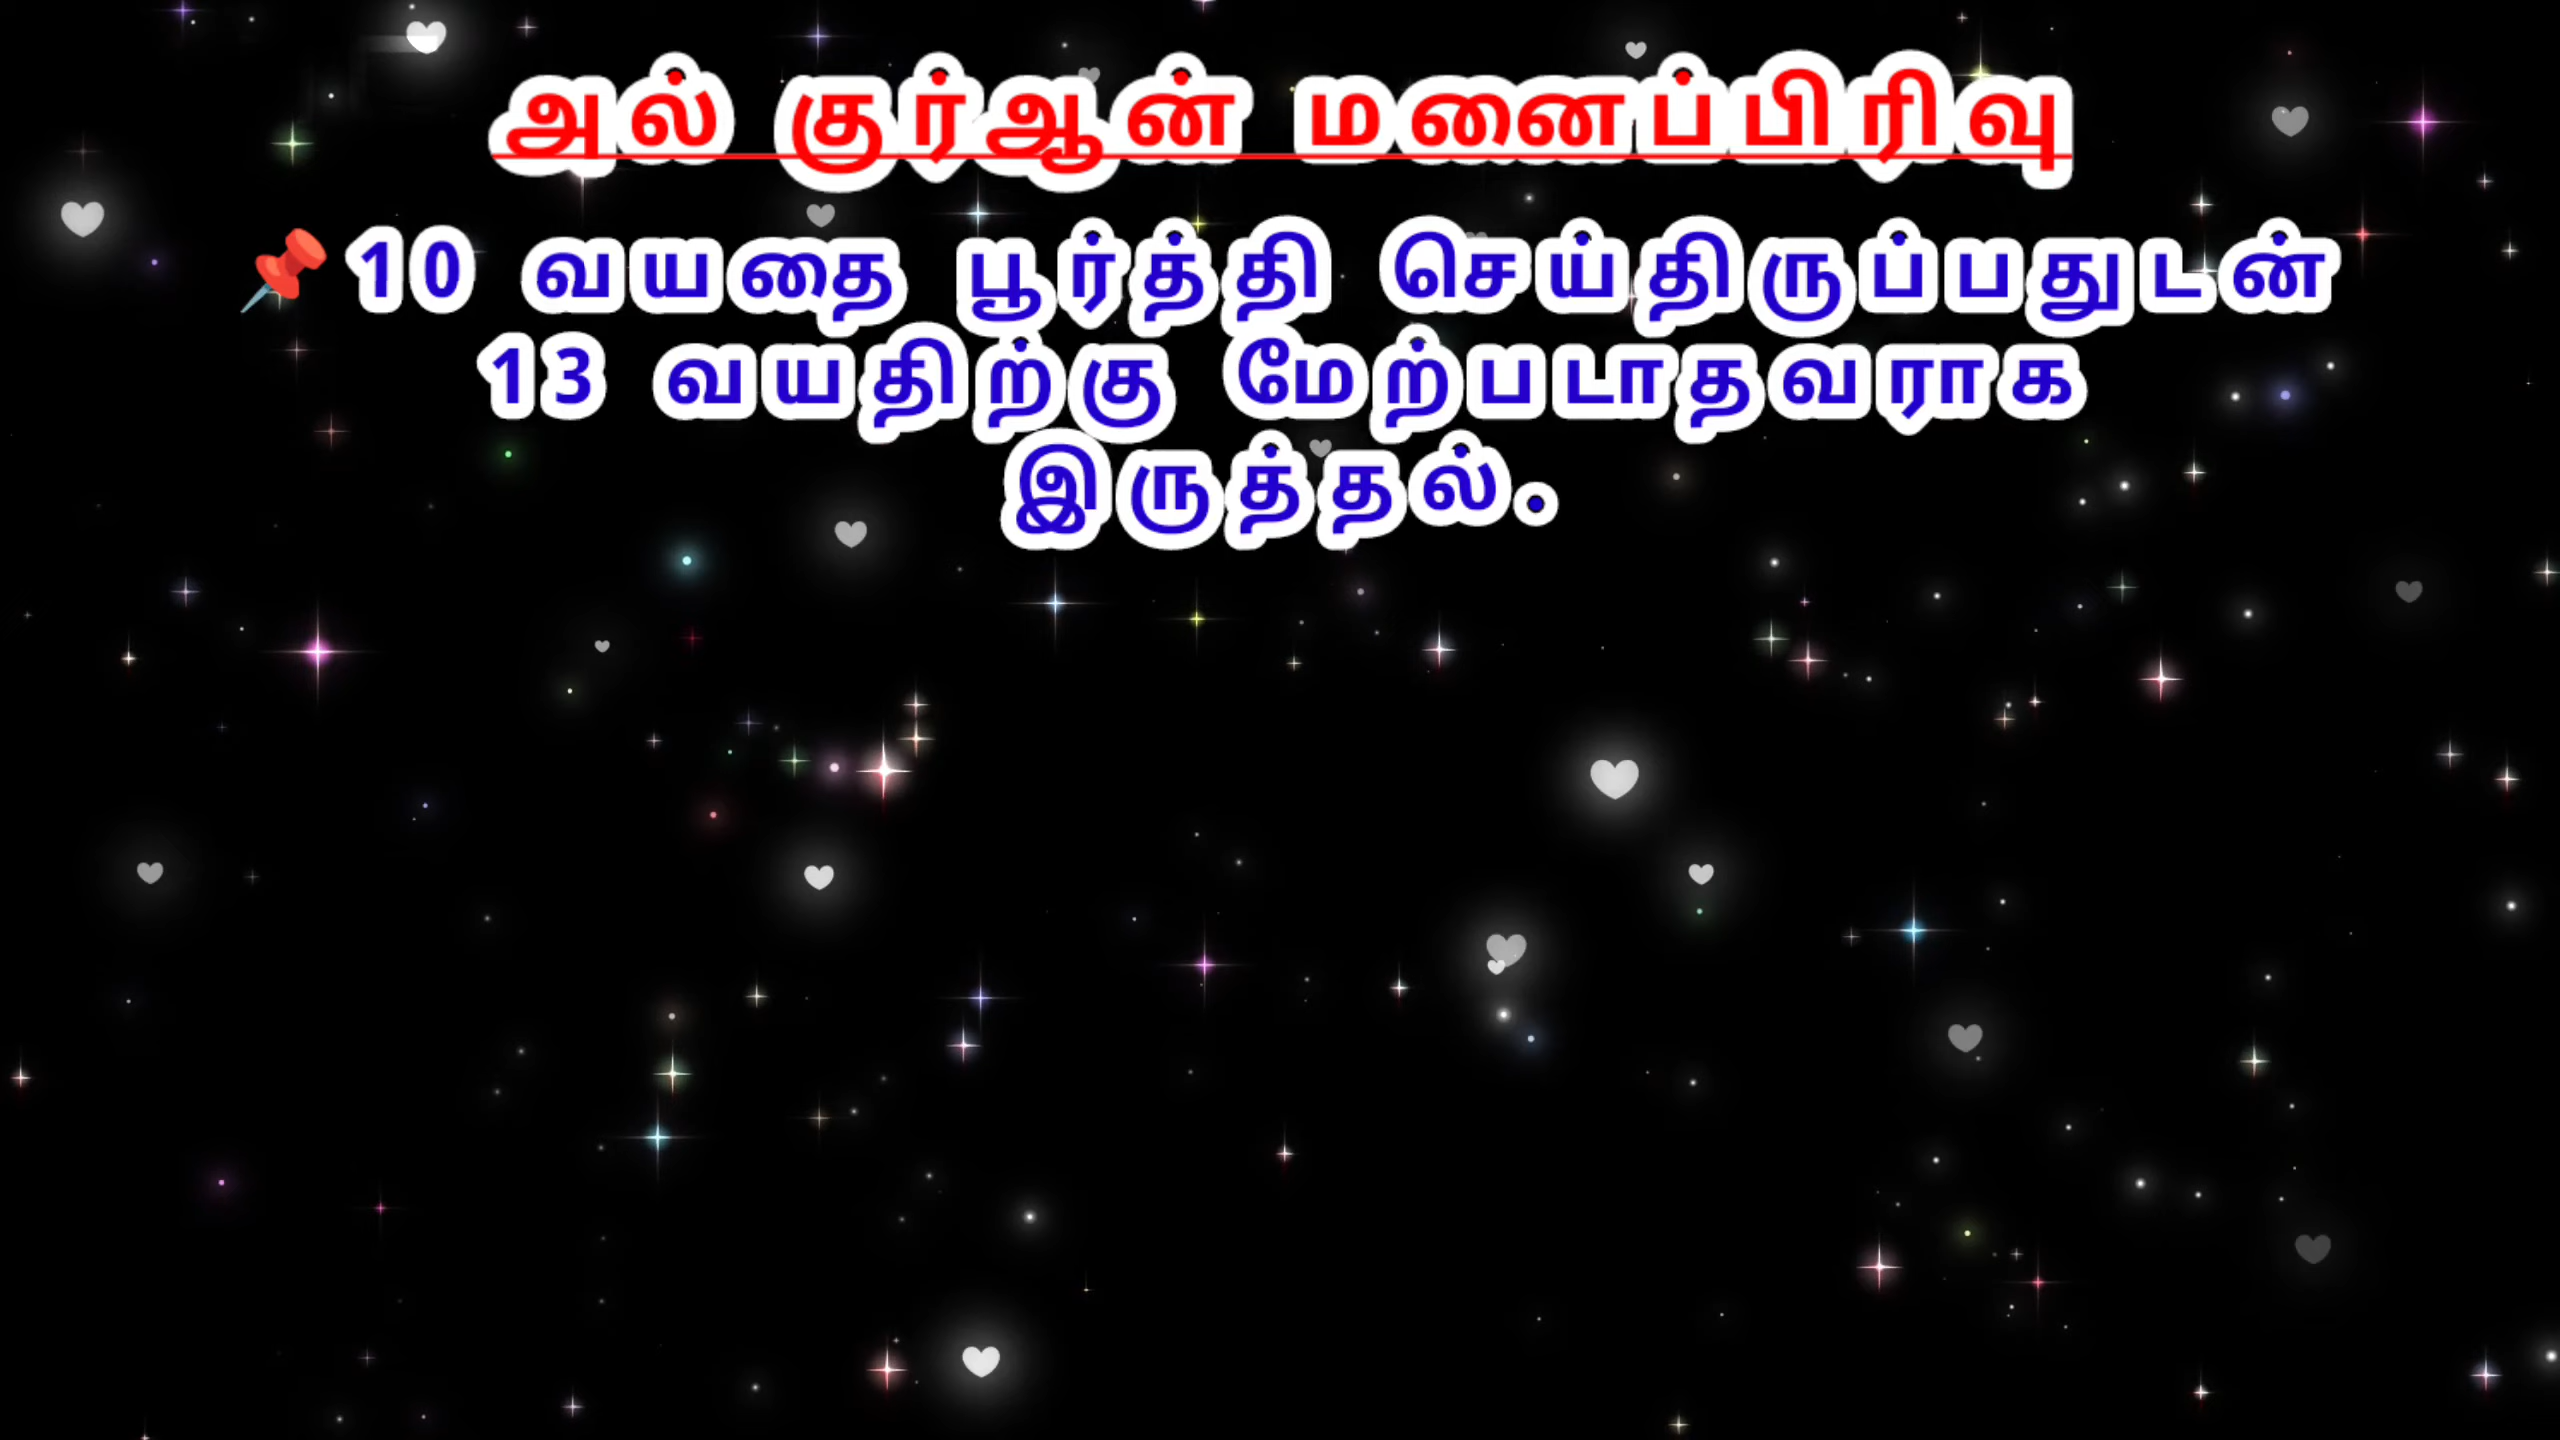 அல் குர்ஆன் மனைப்பிரிவு
📌10 வயதை பூர்த்தி செய்திருப்பதுடன்
13 வயதிற்கு மேற்படாதவராக
இருத்தல்.